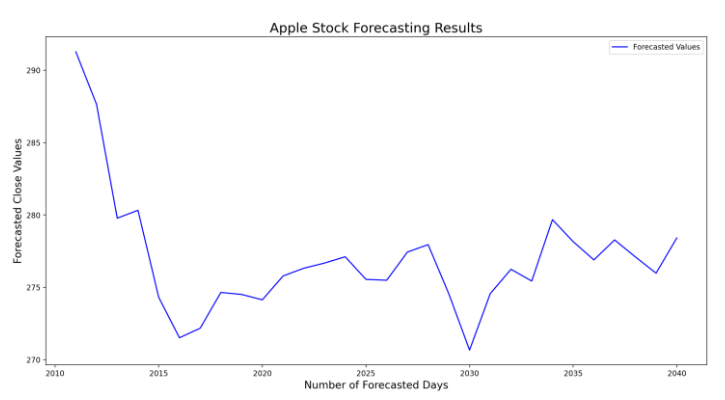 Apple Stock Forecasting Results
Forecasted Values
Forecasted Close Values
290
285
280
275
270
2010 2015 2020 2025 2030 2035 2040
Number of Forecasted Days